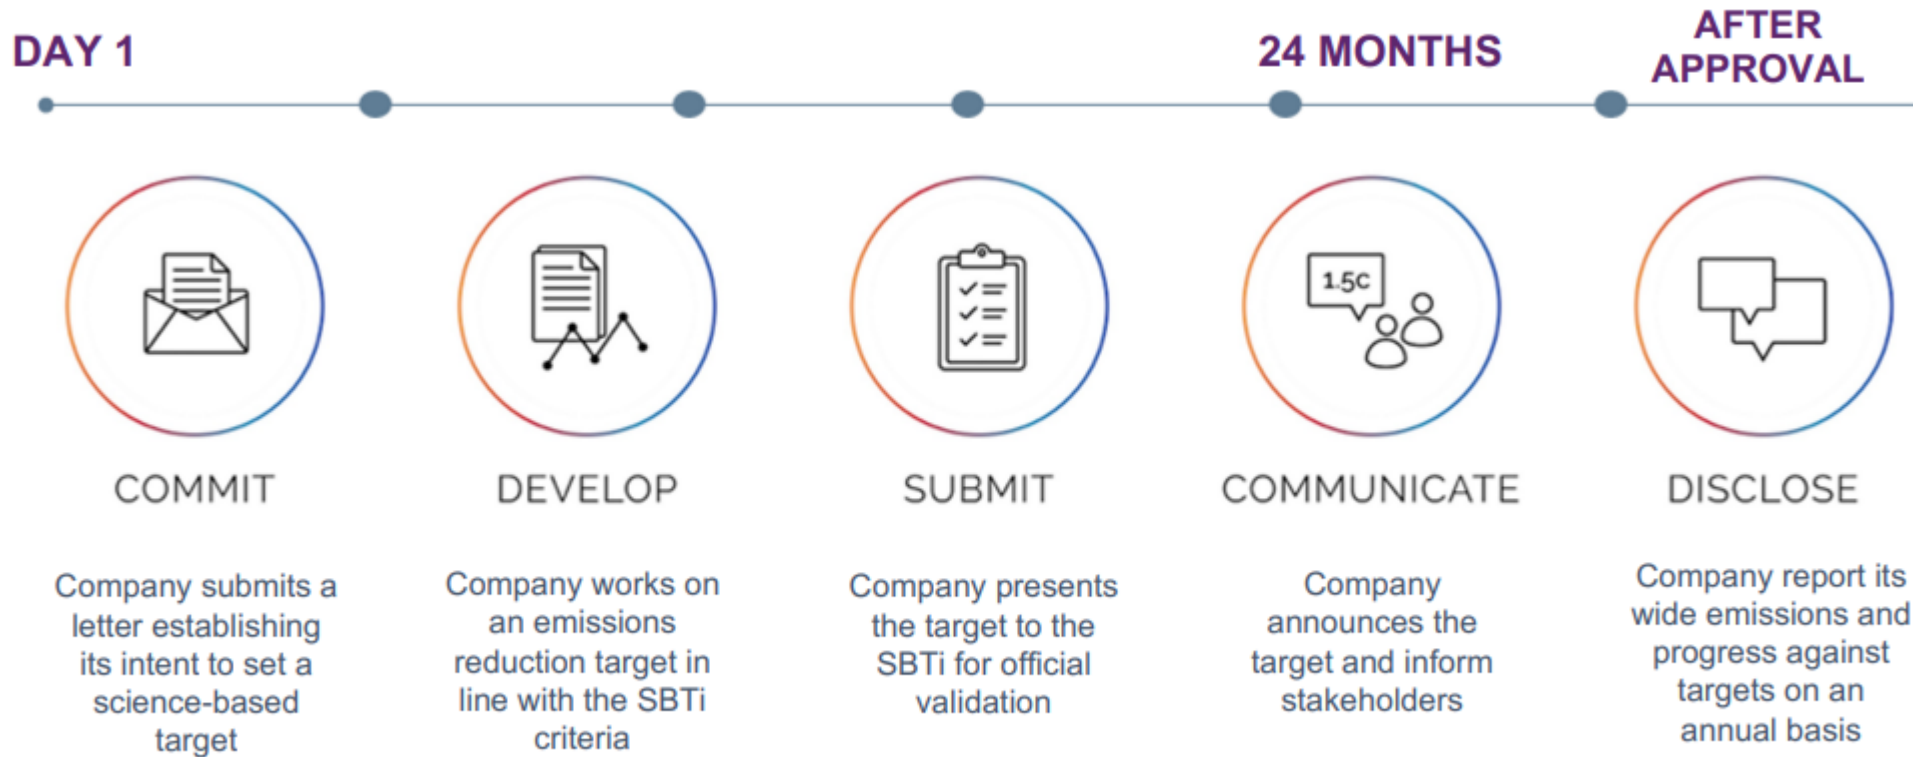 DAY 1
24 MONTHS
AFTER
APPROVAL
1.5c
COMMIT
DEVELOP
SUBMIT
COMMUNICATE
DISCLOSE
Company submits a
letter establishing
its intent to set a
science-based
target
Company works on
an emissions
reduction target in
line with the SBTi
criteria
Company presents
the target to the
SBTi for official
validation
Company
announces the
target and inform
stakeholders
Company report its
wide emissions and
progress against
targets on an
annual basis